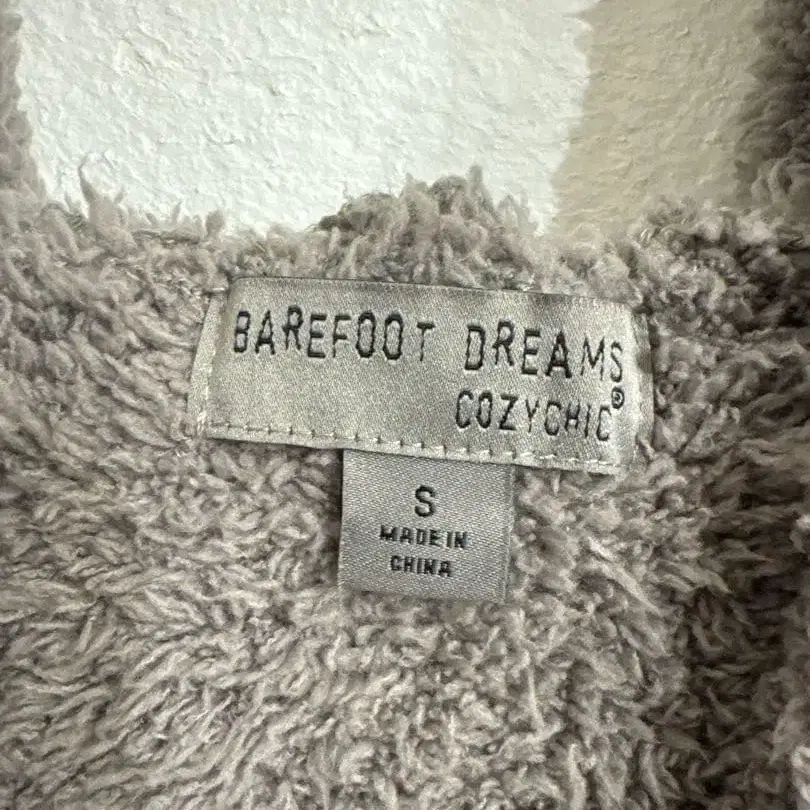 BAREFOOT DREAMS
COZYCHIC®
S
MADE IN
CHINA